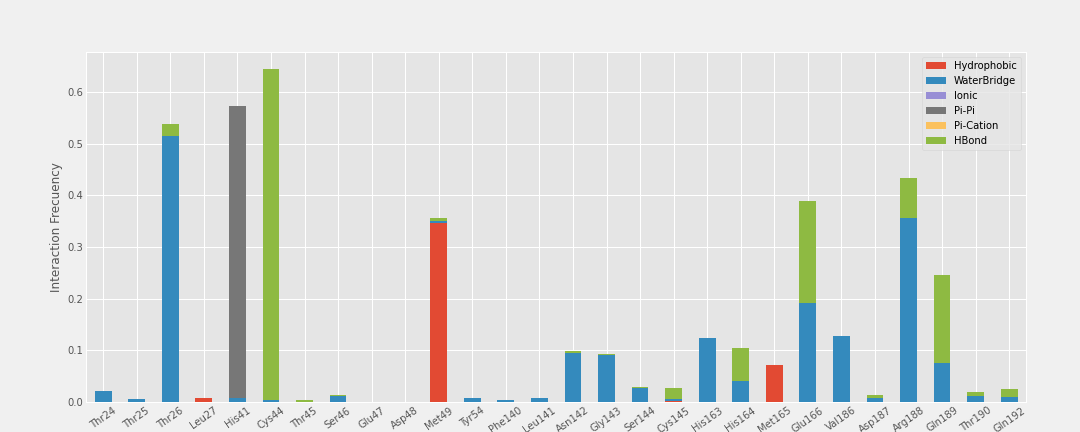 Hydrophobic
WaterBridge
Ionic
Pi-Pi
Pi-Cation
HBond
Interaction Frecuency
0.6
0.5
0.4
0.3
0.2
0.1
0.0
Thr24 Thr25 Thr26 Leu27 His41 Cys44 Thr45 Ser46 Glu47 Asp48 Met49 Tyr54 Phe140 Leu141 Asn142 Gly143 Ser144 Cys145 His163 His164 Met165 Glu166 Val186 Asp187 Arg188 Gln189 Thr190 Gln192